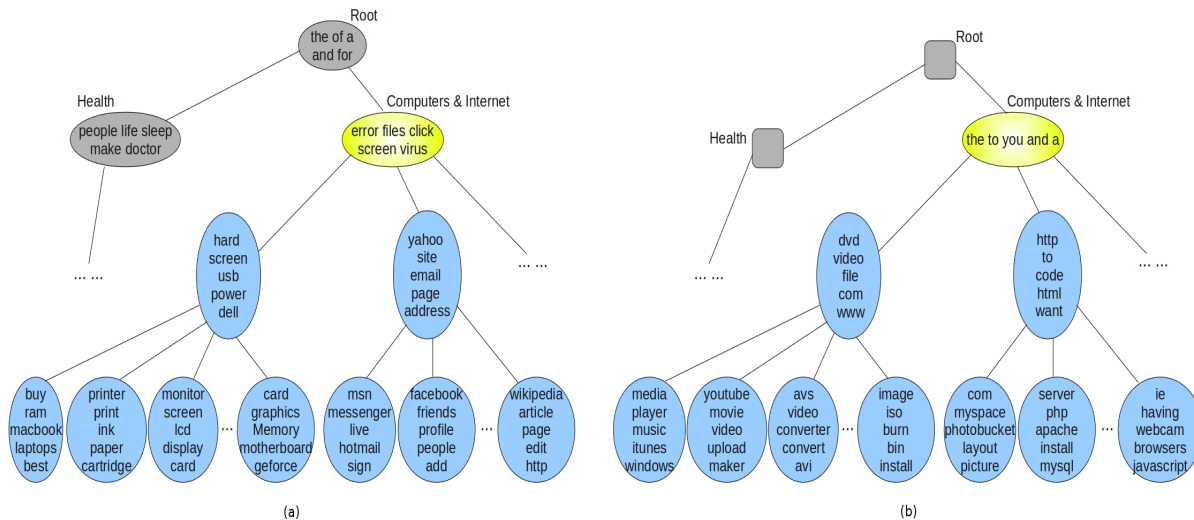 Root
the of a
and for
Health
people life sleep
make doctor
Computers & Internet
error files click
screen virus
... ...
hard
screen
usb
power
dell
yahoo
site
email
page
address
... ...
buy
ram
macbook
laptops
best
printer
print
ink
paper
cartridge
monitor
screen
lcd
display
card
...
card
graphics
Memory
motherboard
geforce
msn
messenger
live
hotmail
sign
facebook
friends
profile
people
add
...
wikipedia
article
page
edit
http
(a)
Root
Health
Computers & Internet
the to you and a
... ...
dvd
video
file
com
www
http
to
code
html
want
... ...
media
player
music
itunes
windows
youtube
movie
video
upload
maker
avs
video
converter
convert
avi
...
image
iso
burn
bin
install
com
myspace
photobucket
layout
picture
server
php
apache
install
mysql
...
ie
having
webcam
browsers
javascript
(b)